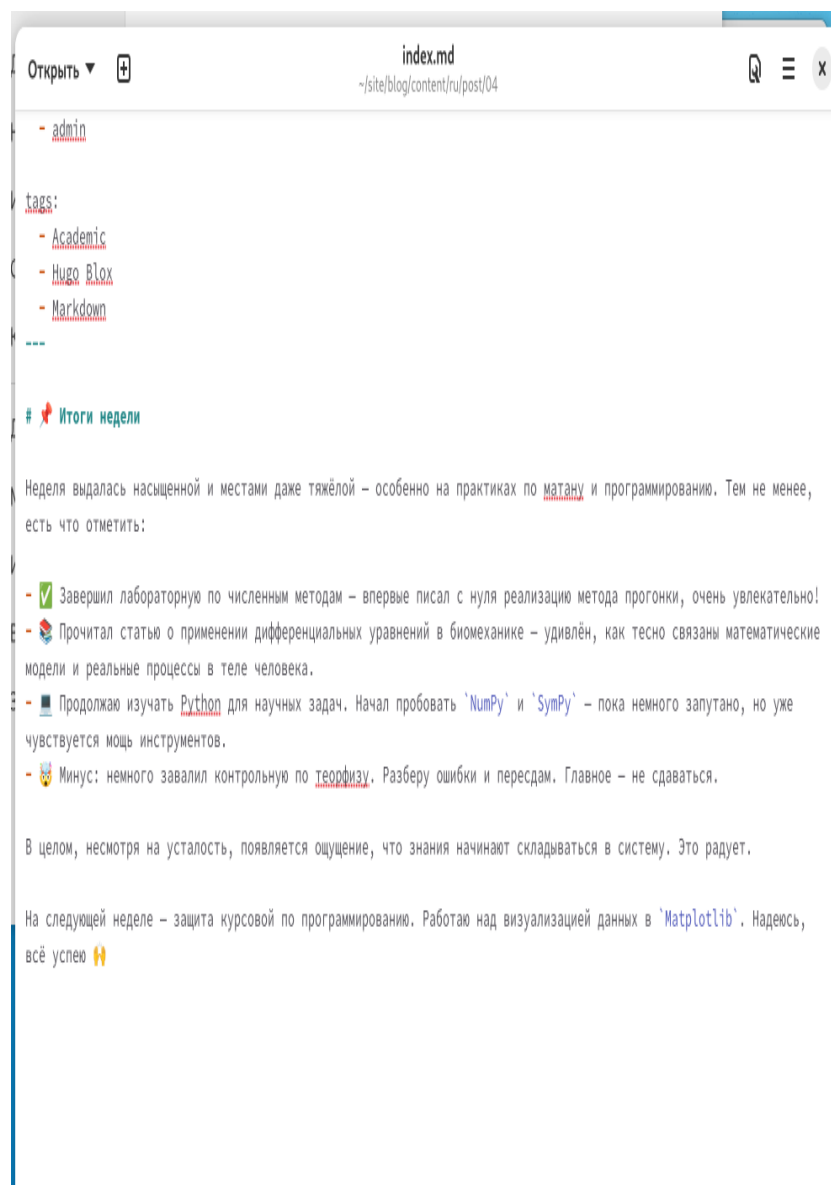 Открыть
index.md
~/site/blog/content/ru/post/04
- admin
tags:
- Academic
- Hugo Blox
- Markdown
---
# 📌 Итоги недели
Неделя выдалась насыщенной и местами даже тяжёлой — особенно на практиках по матану и программированию. Тем не менее,
есть что отметить:
- ✅ Завершил лабораторную по численным методам — впервые писал с нуля реализацию метода прогонки, очень увлекательно!
- 📚 Прочитал статью о применении дифференциальных уравнений в биомеханике — удивлён, как тесно связаны математические
модели и реальные процессы в теле человека.
- 💻 Продолжаю изучать Python для научных задач. Начал пробовать `NumPy` и `SymPy` — пока немного запутано, но уже
чувствуется мощь инструментов.
- 🤯 Минус: немного завалил контрольную по теорфизу. Разберу ошибки и пересдам. Главное — не сдаваться.
В целом, несмотря на усталость, появляется ощущение, что знания начинают складываться в систему. Это радует.
На следующей неделе — защита курсовой по программированию. Работаю над визуализацией данных в `Matplotlib`. Надеюсь,
всё успею 🙌